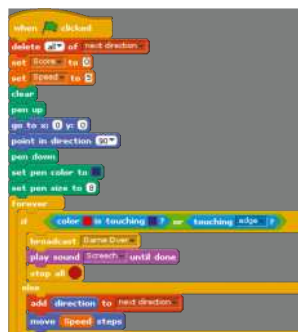 when clicked
delete all of next direction
set Score to 0
set Speed to 5
clear
pen up
go to x: 0 y: 0
point in direction 90
pen down
set pen color to
set pen size to 8
forever
if color is touching ? or touching edge ?
broadcast Game Over
play sound Screech until done
stop all
else
add direction to next direction
move Speed steps